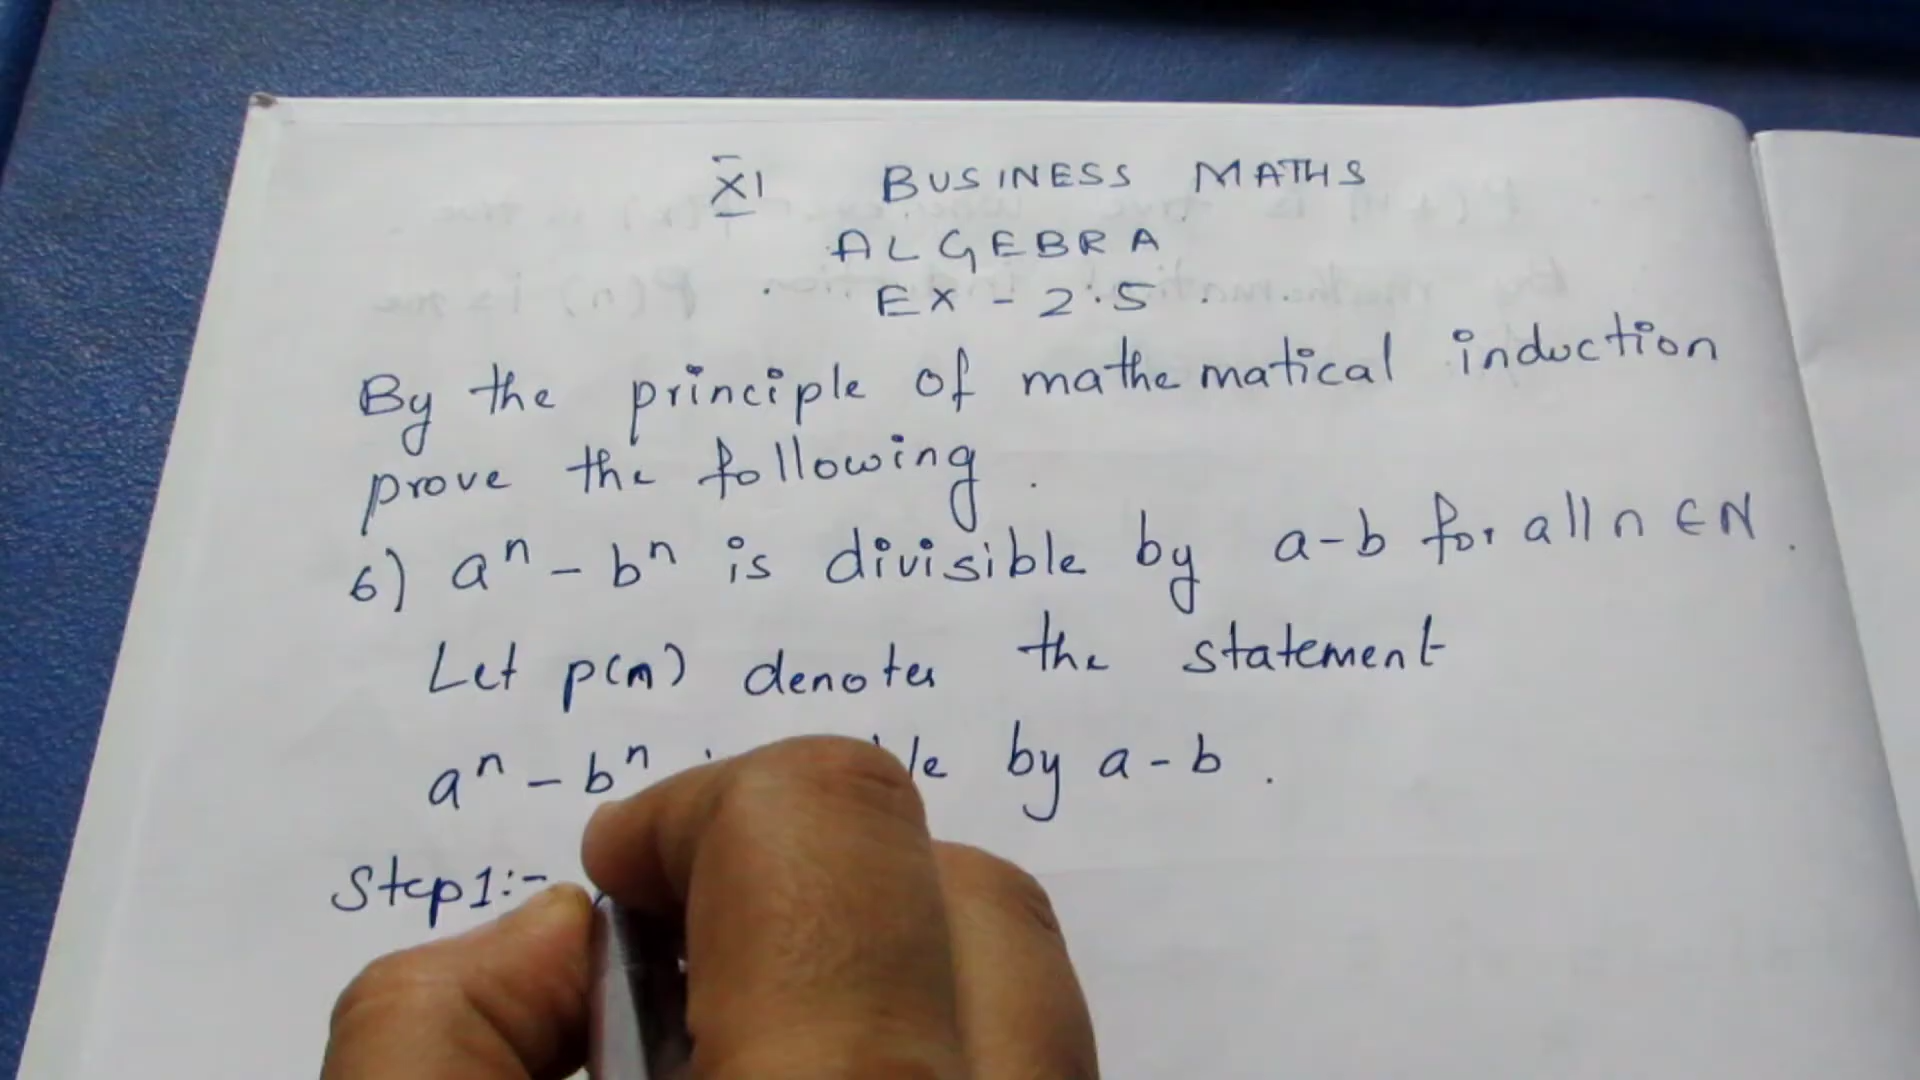 XI BUSINESS MATHS
ALGEBRA
EX - 2.5
By the principle of mathematical induction
prove the following.
6) aⁿ - bⁿ is divisible by a-b for all n ∈ N.
Let p(n) denotes the statement
aⁿ - bⁿ by a-b.
Step1:-